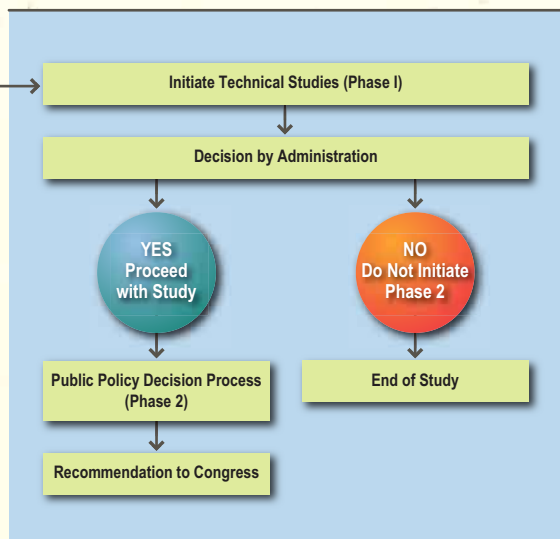 Initiate Technical Studies (Phase I)
Decision by Administration
YES
Proceed
with Study
NO
Do Not Initiate
Phase 2
Public Policy Decision Process
(Phase 2)
End of Study
Recommendation to Congress